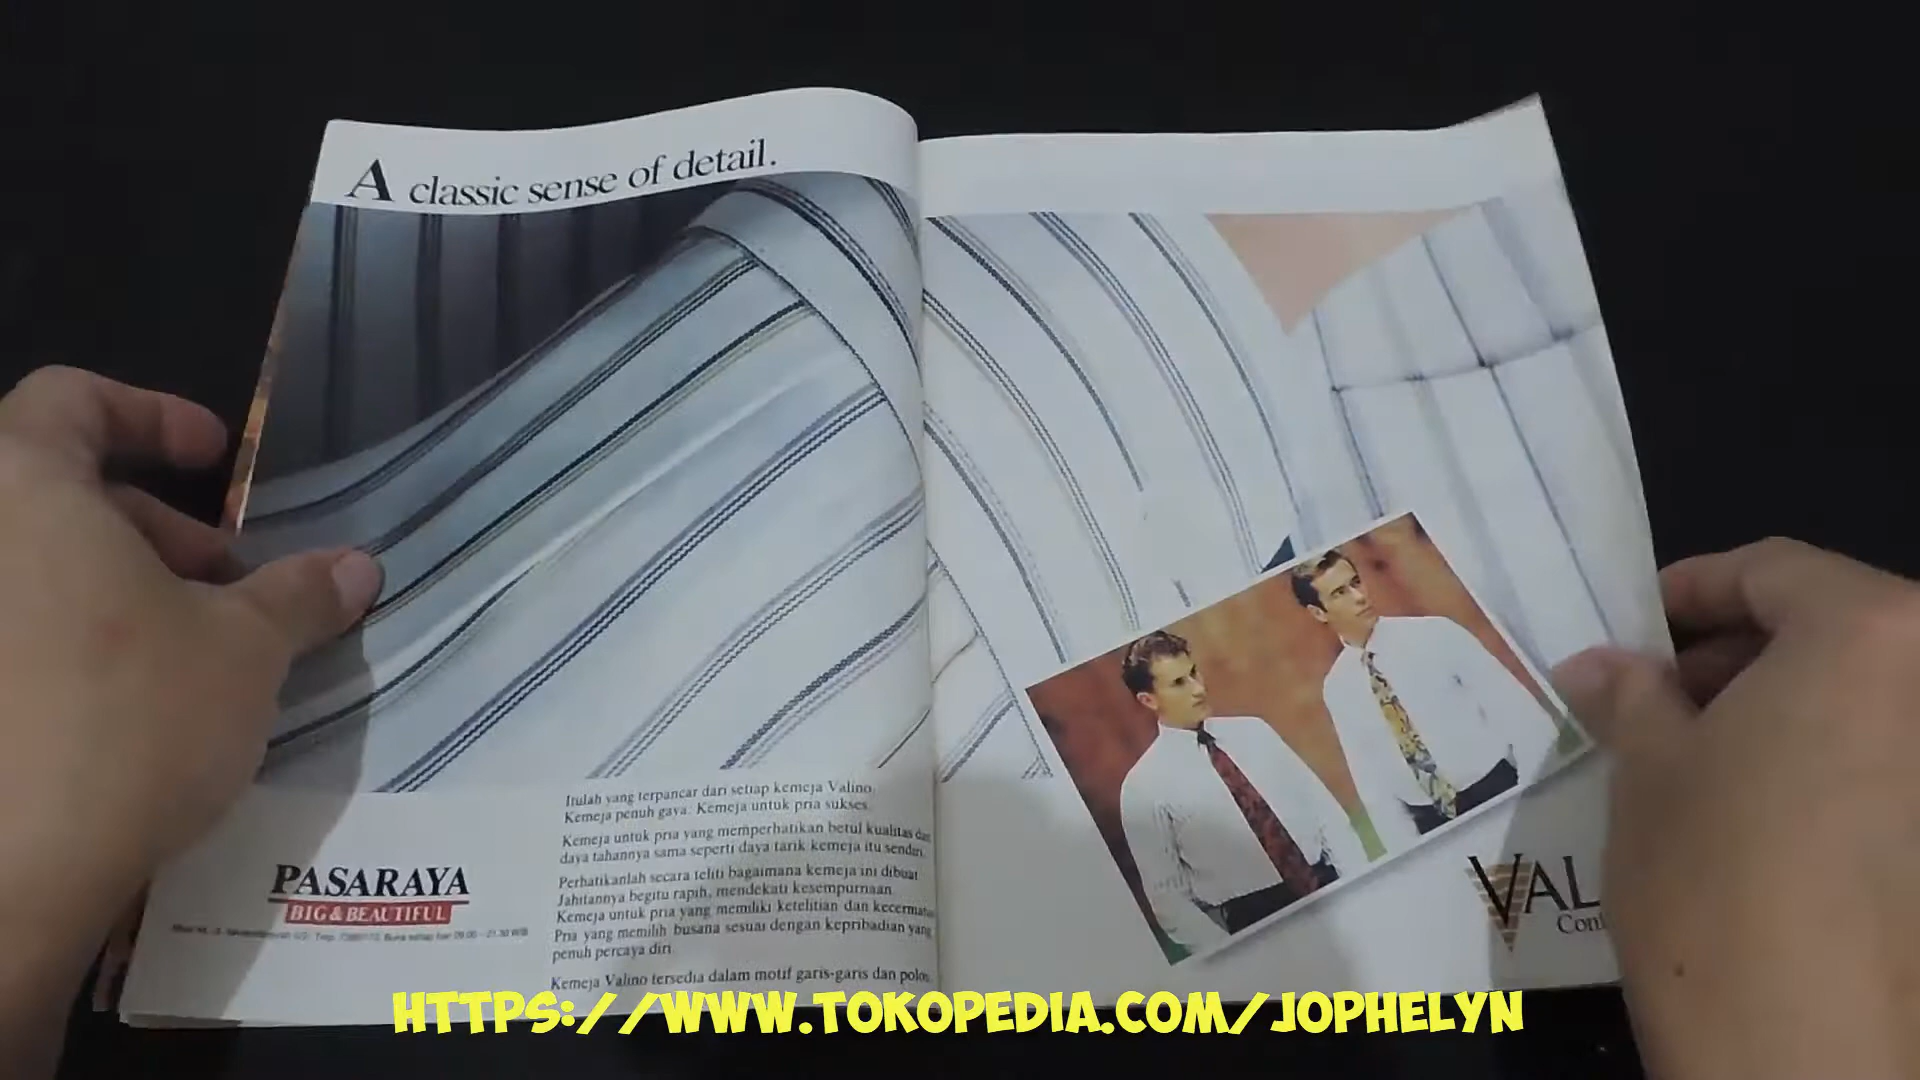 A classic sense of detail.
Itulah yang terpancar dari setiap kemeja Valino.
Kemeja penuh gaya. Kemeja untuk pria sukses.
Kemeja untuk pria yang memperhatikan betul kualitas dan
daya tahannya sama seperti daya tarik kemeja itu sendiri.
Perhatikanlah secara teliti bagaimana kemeja ini dibuat.
Jahitannya begitu rapih, mendekati kesempurnaan.
Kemeja untuk pria yang memiliki ketelitian dan
Pria yang memilih busana sesuai dengan kepribadian yang
penuh percaya diri.
Kemeja Valino tersedia dalam motif garis-garis dan polos.
PASARAYA
BIG & BEAUTIFUL
VAL
HTTPS://WWW.TOKOPEDIA.COM/JOPHELYN